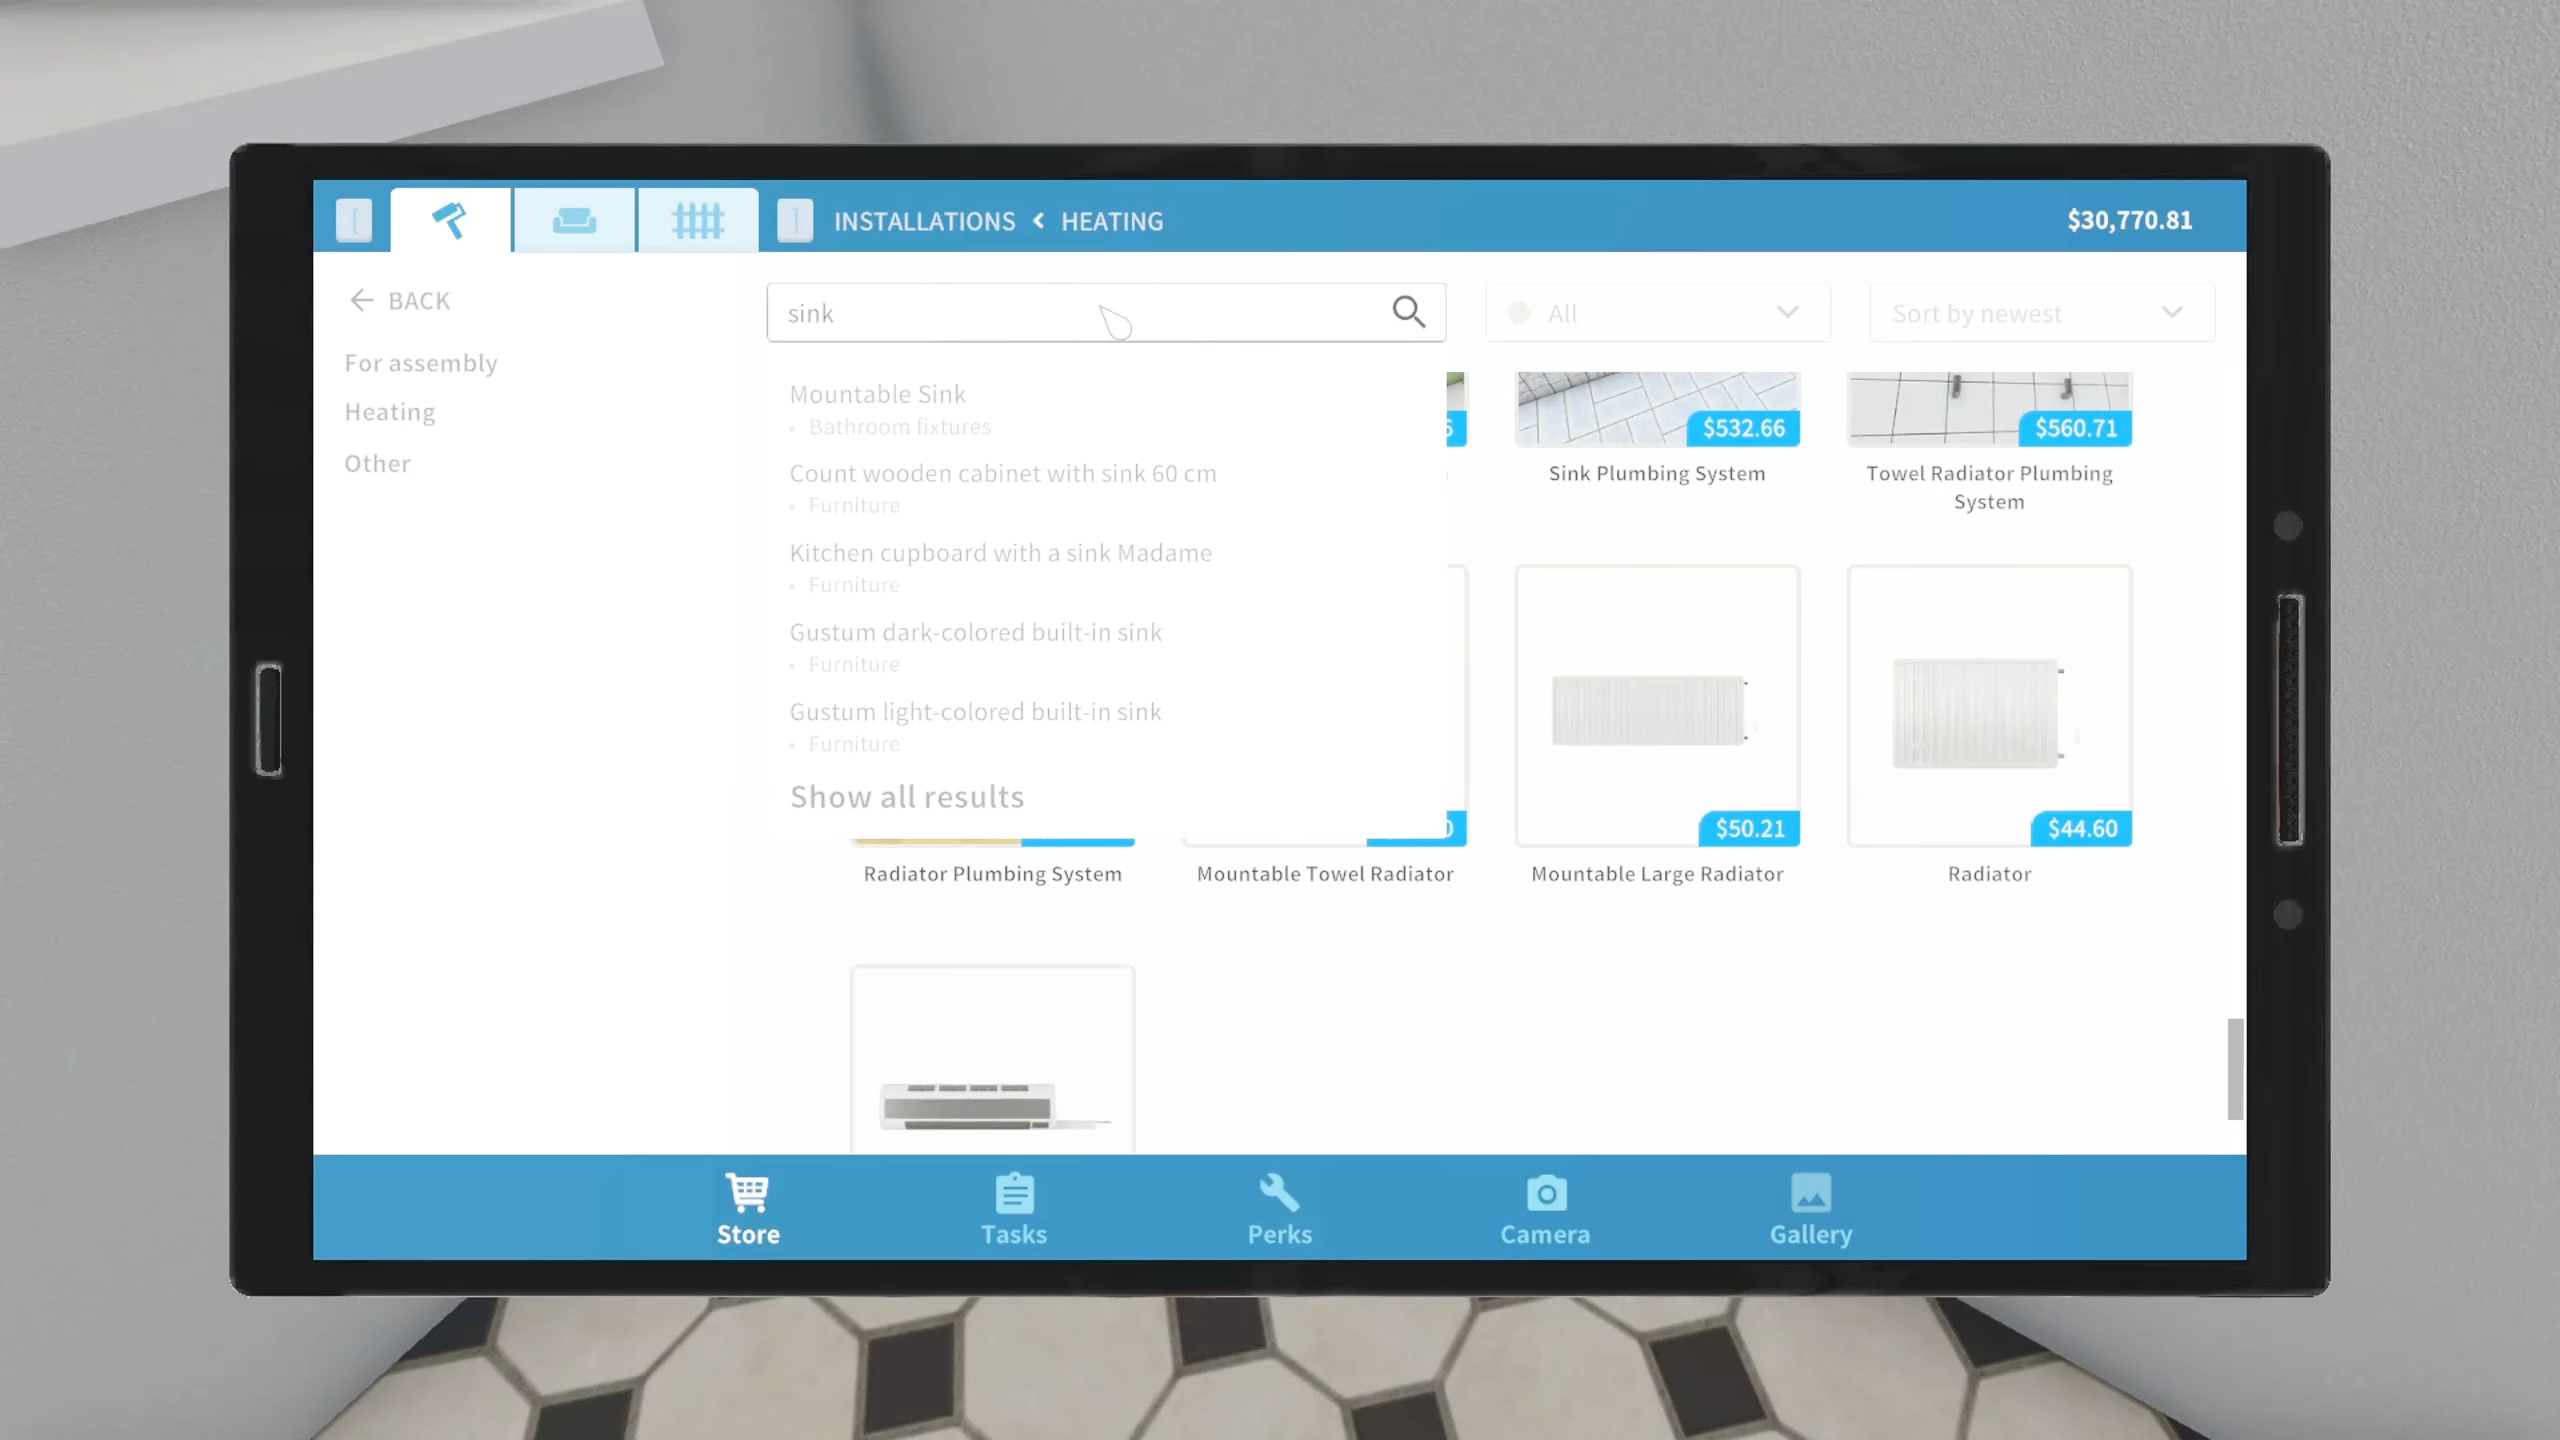 INSTALLATIONS < HEATING
$30,770.81
BACK
For assembly
Heating
Other
sink
All
Sort by newest
Mountable Sink
• Bathroom fixtures
Count wooden cabinet with sink 60 cm
• Furniture
Kitchen cupboard with a sink Madame
• Furniture
Gustum dark-colored built-in sink
• Furniture
Gustum light-colored built-in sink
• Furniture
Show all results
$532.66
$560.71
Sink Plumbing System
Towel Radiator Plumbing
System
$50.21
$44.60
Radiator Plumbing System
Mountable Towel Radiator
Mountable Large Radiator
Radiator
Store
Tasks
Perks
Camera
Gallery